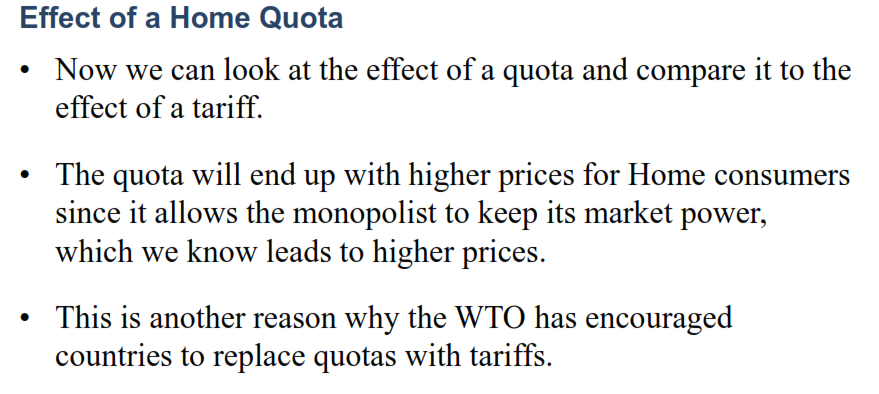 Effect of a Home Quota
• Now we can look at the effect of a quota and compare it to the
effect of a tariff.
• The quota will end up with higher prices for Home consumers
since it allows the monopolist to keep its market power,
which we know leads to higher prices.
• This is another reason why the WTO has encouraged
countries to replace quotas with tariffs.